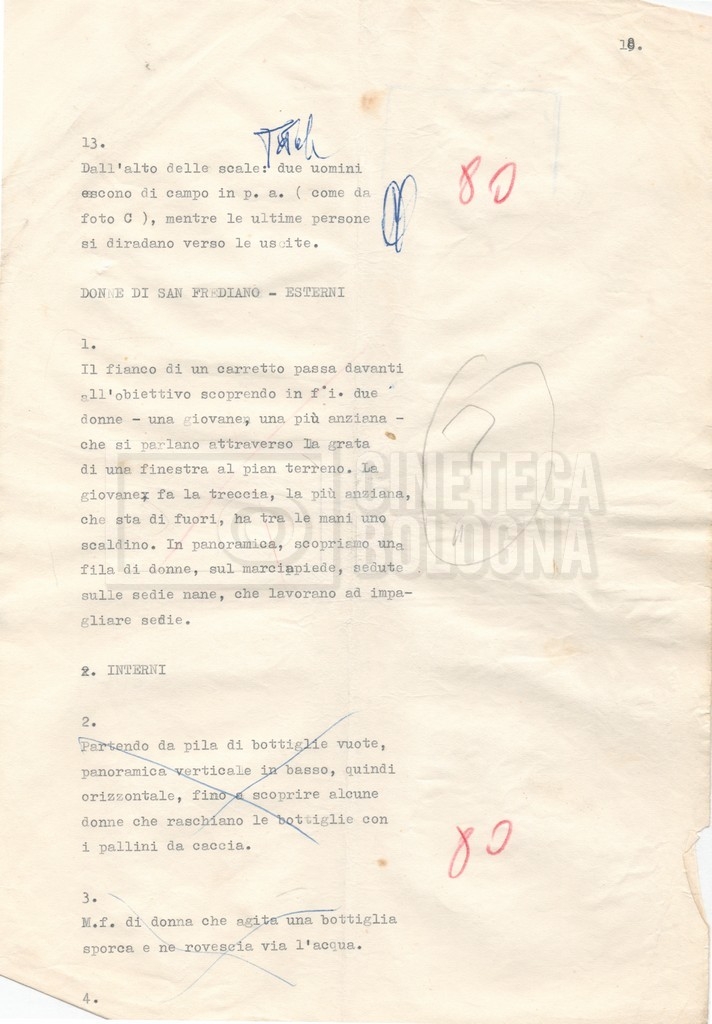 13.
Dall'alto delle scale: due uomini
escono di campo in p. a. ( come da
foto C ), mentre le ultime persone
si diradano verso le uscite.
80
DONNE DI SAN FREDIANO - ESTERNI
1.
Il fianco di un carretto passa davanti
all'obiettivo scoprendo in f.i. due
donne - una giovane, una più anziana -
che si parlano attraverso la grata
di una finestra al pian terreno. La
giovane fa la treccia, la più anziana,
che sta di fuori, ha tra le mani uno
scaldino. In panoramica, scopriamo una
fila di donne, sul marciapiede, sedute
sulle sedie nane, che lavorano ad impa-
gliare sedie.
CINETECA
BOLOGNA
2. INTERNI
2.
Partendo da pila di bottiglie vuote,
panoramica verticale in basso, quindi
orizzontale, fino a scoprire alcune
donne che raschiano le bottiglie con
i pallini da caccia.
80
3.
M.f. di donna che agita una bottiglia
sporca e ne rovescia via l'acqua.
4.